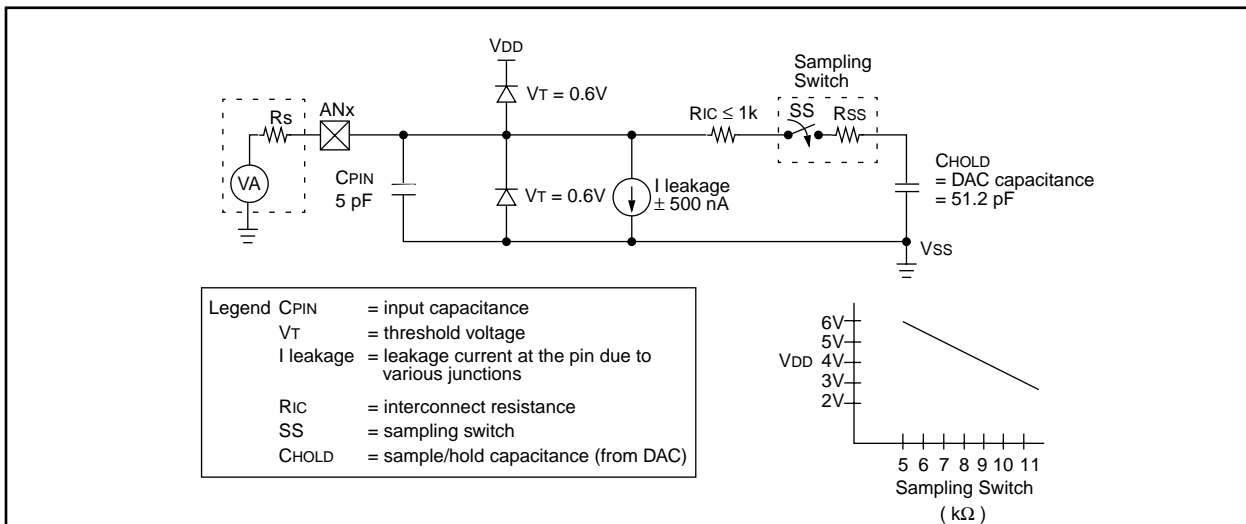 VDD
Sampling
Switch
VT = 0.6V
ANx
RIC ≤ 1k
SS
RSS
Rs
CPIN
5 pF
VA
VT = 0.6V
I leakage
± 500 nA
CHOLD
= DAC capacitance
= 51.2 pF
VSS
Legend CPIN = input capacitance
VT = threshold voltage
I leakage = leakage current at the pin due to
various junctions
RIC = interconnect resistance
SS = sampling switch
CHOLD = sample/hold capacitance (from DAC)
6V
5V
VDD 4V
3V
2V
5 6 7 8 9 10 11
Sampling Switch
( kΩ )